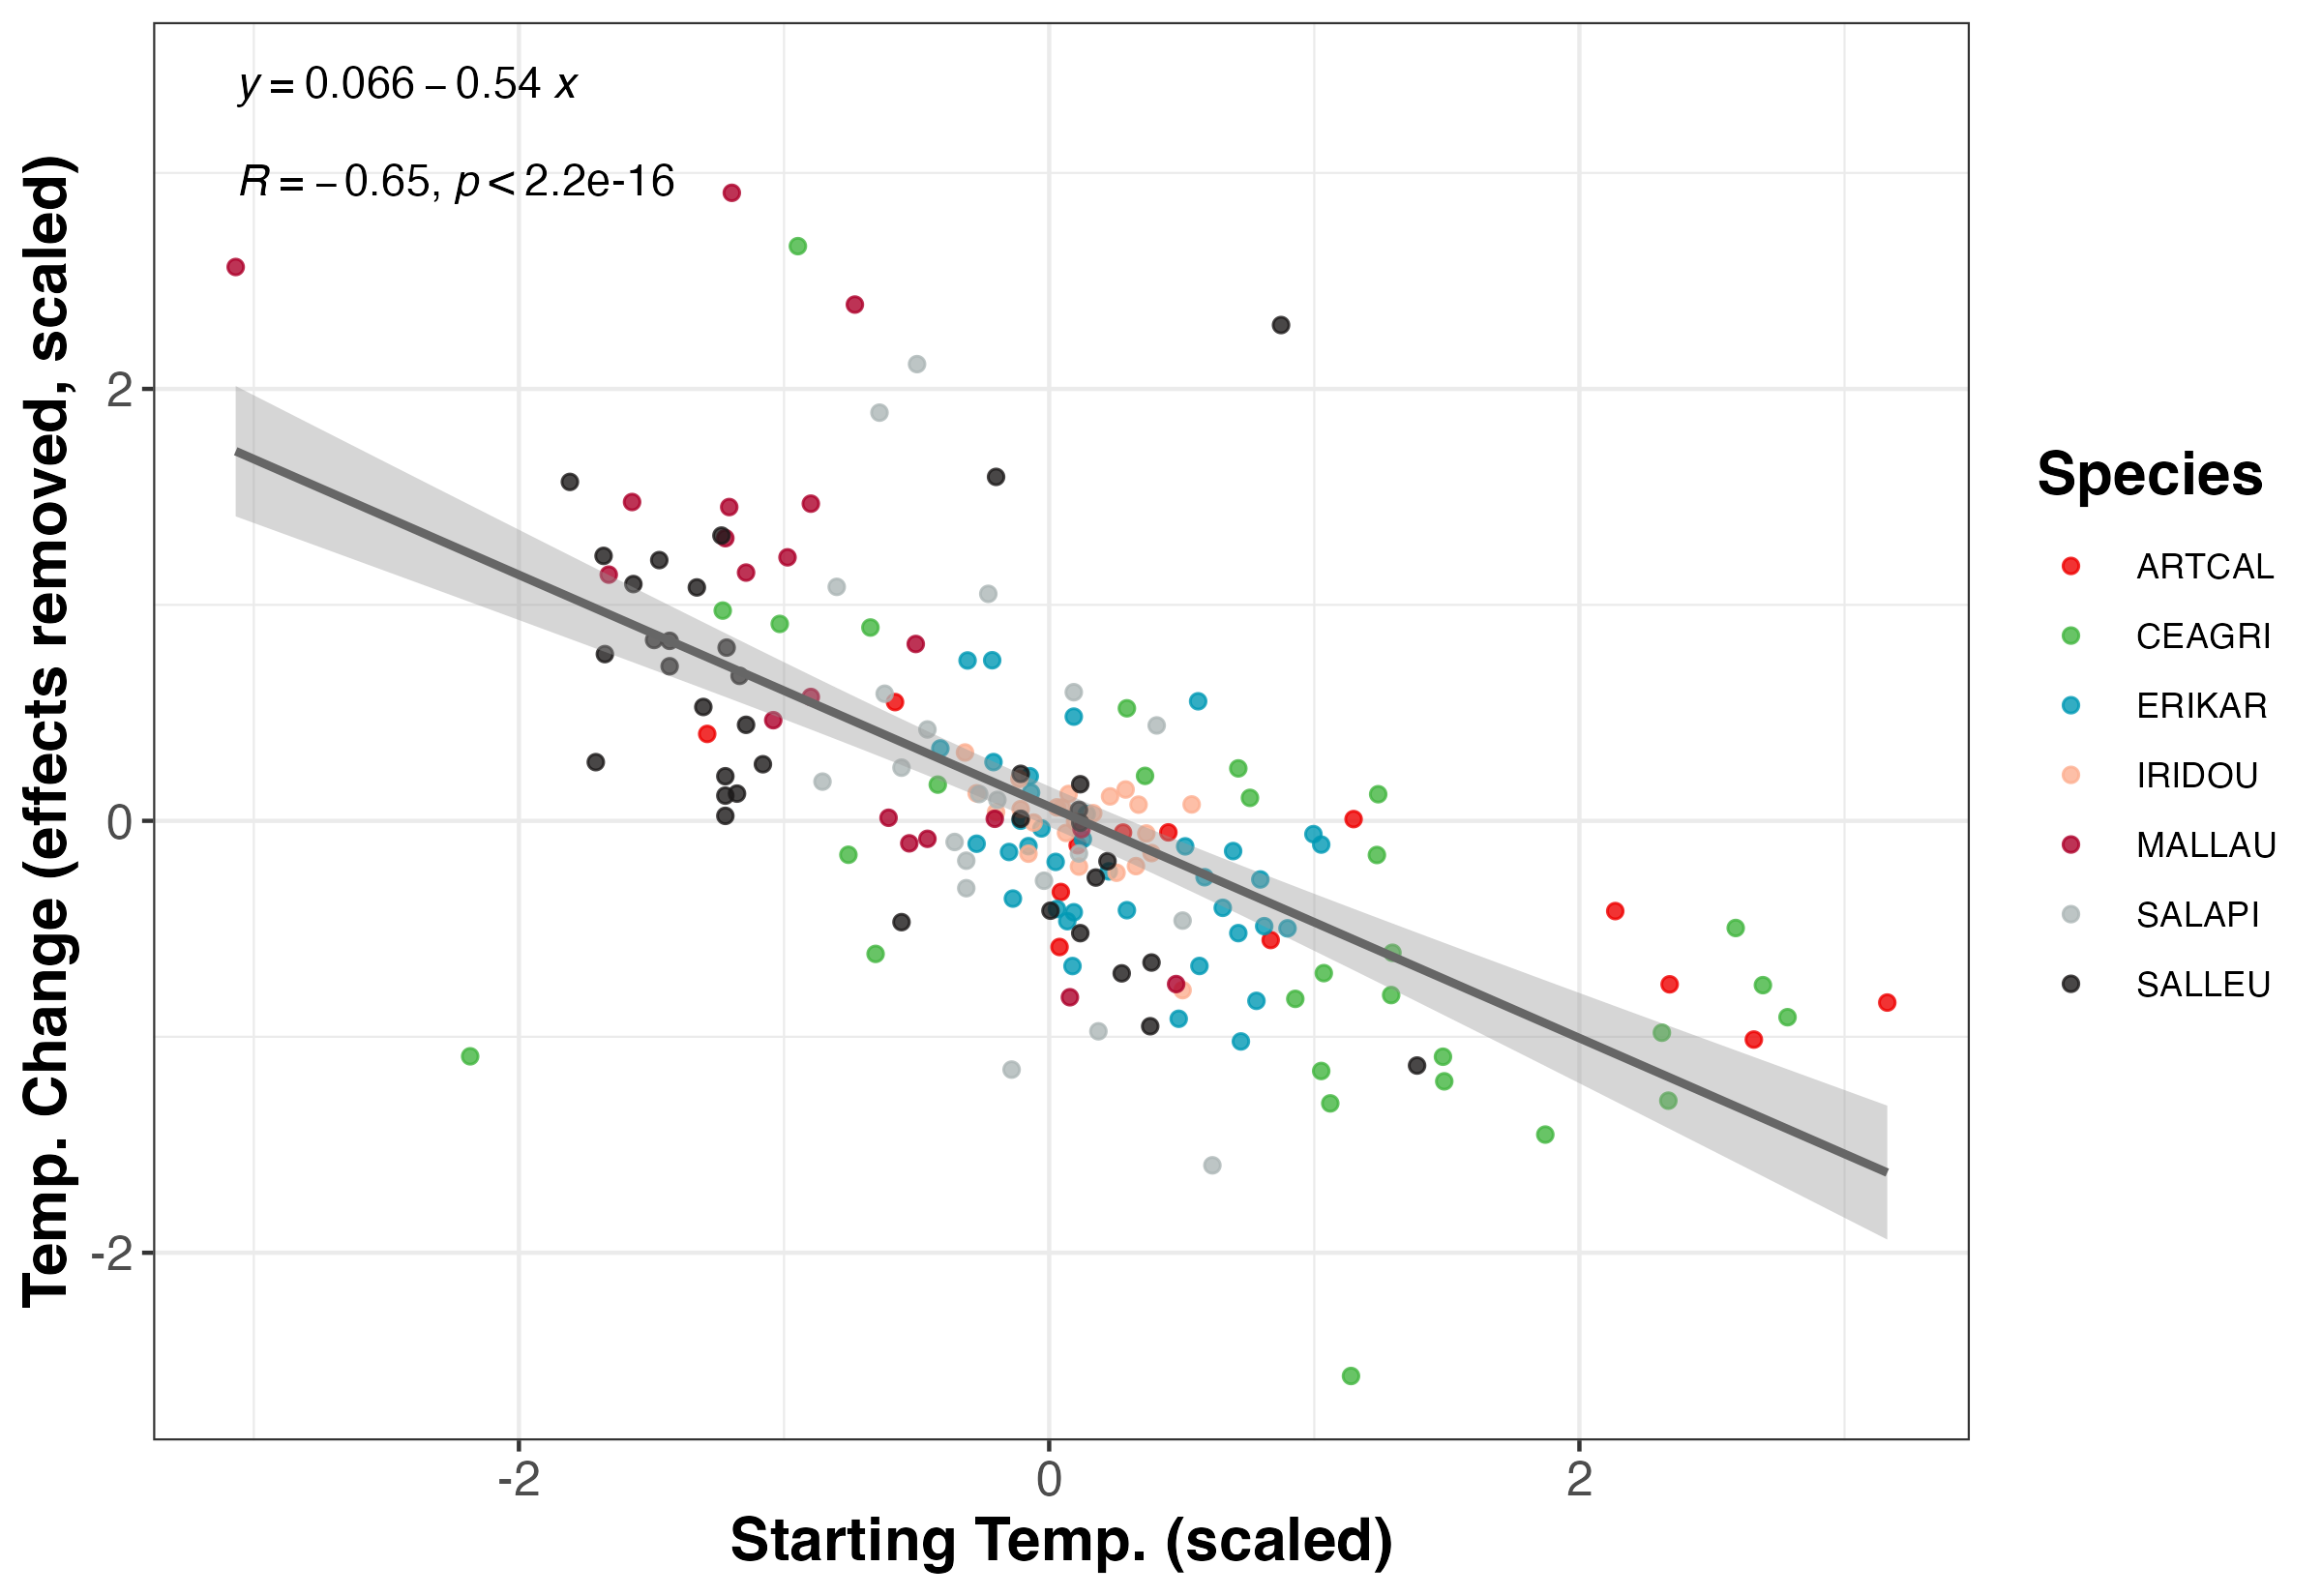 y = 0.066 − 0.54 x
R = −0.65, p < 2.2e-16
Temp. Change (effects removed, scaled)
2
0
-2
-2 0 2
Starting Temp. (scaled)
Species
ARTCAL
CEAGRI
ERIKAR
IRIDOU
MALLAU
SALAPI
SALLEU